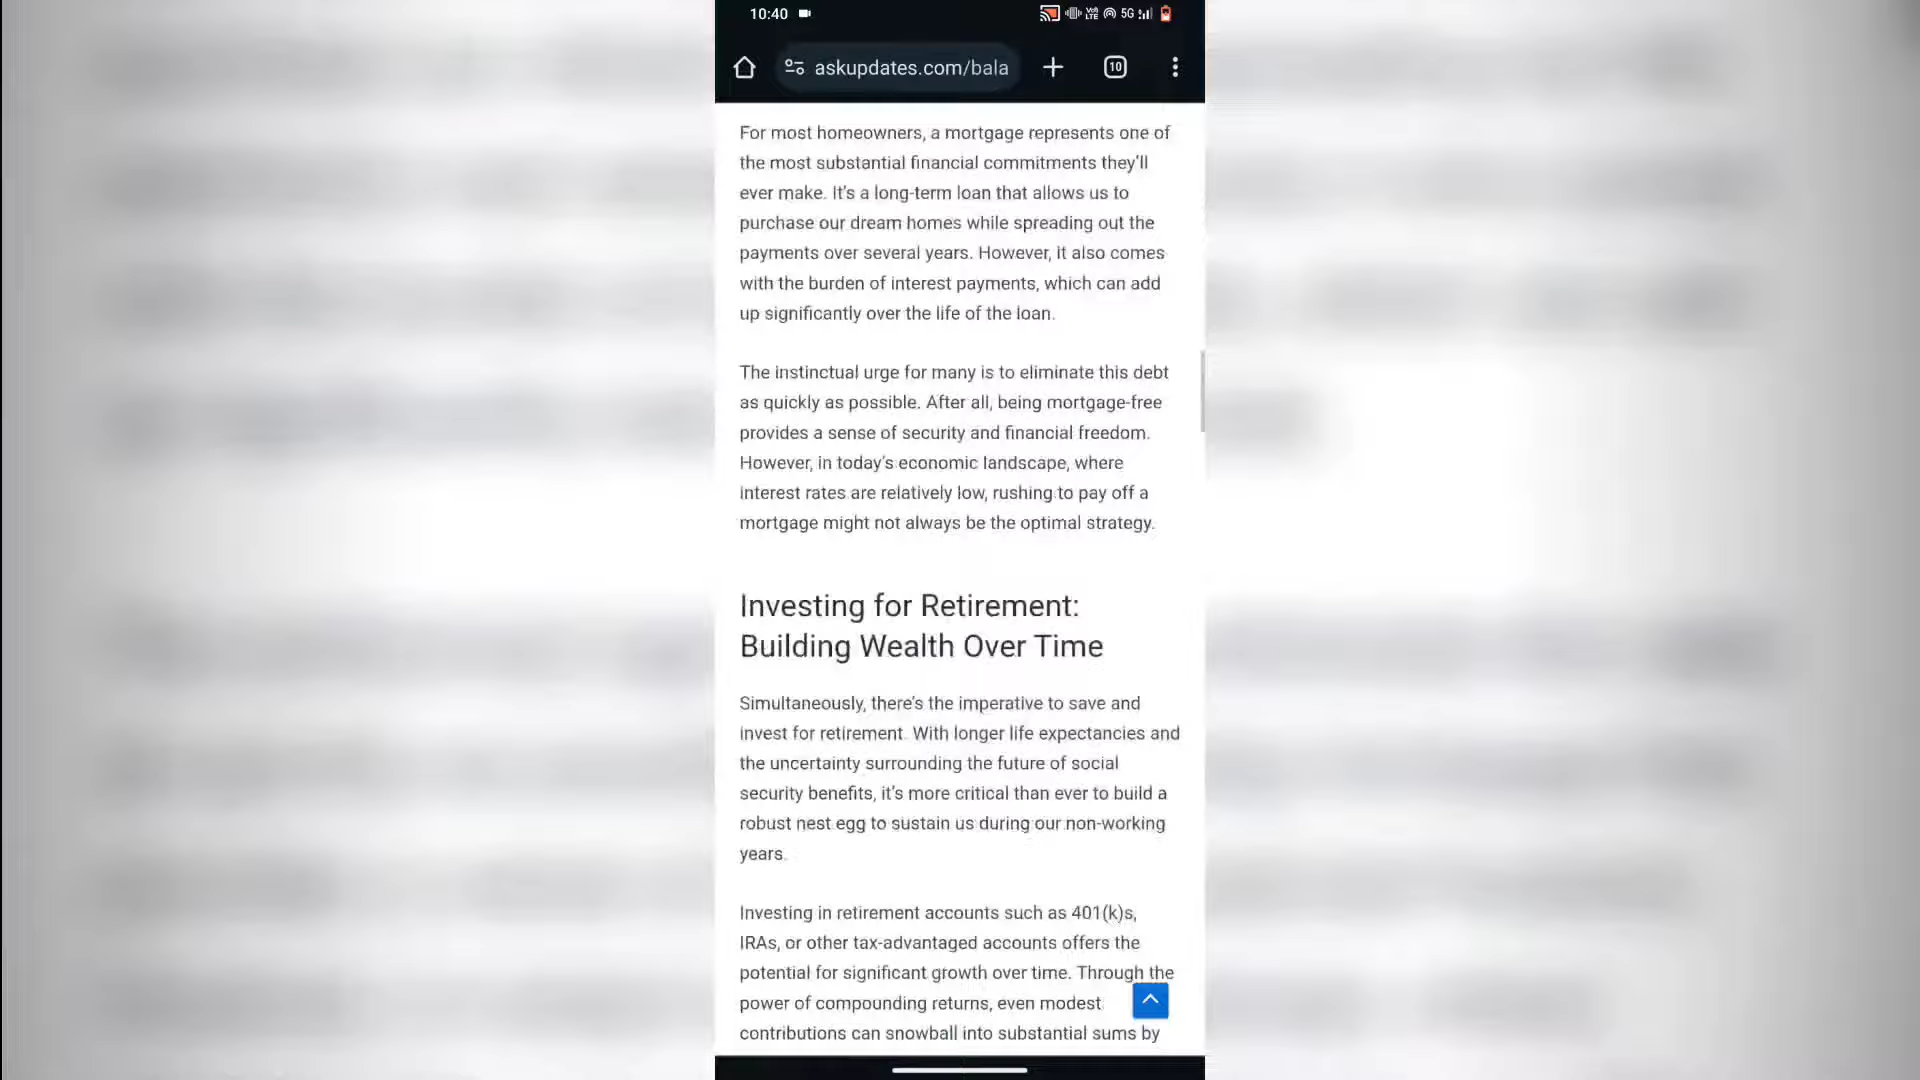 10:40
Vo
LTE
5G
askupdates.com/bala
10
For most homeowners, a mortgage represents one of
the most substantial financial commitments they'll
ever make. It's a long-term loan that allows us to
purchase our dream homes while spreading out the
payments over several years. However, it also comes
with the burden of interest payments, which can add
up significantly over the life of the loan.
The instinctual urge for many is to eliminate this debt
as quickly as possible. After all, being mortgage-free
provides a sense of security and financial freedom.
However, in today's economic landscape, where
interest rates are relatively low, rushing to pay off a
mortgage might not always be the optimal strategy.
Investing for Retirement:
Building Wealth Over Time
Simultaneously, there's the imperative to save and
invest for retirement. With longer life expectancies and
the uncertainty surrounding the future of social
security benefits, it's more critical than ever to build a
robust nest egg to sustain us during our non-working
years.
Investing in retirement accounts such as 401(k)s,
IRAs, or other tax-advantaged accounts offers the
potential for significant growth over time. Through the
power of compounding returns, even modest
contributions can snowball into substantial sums by